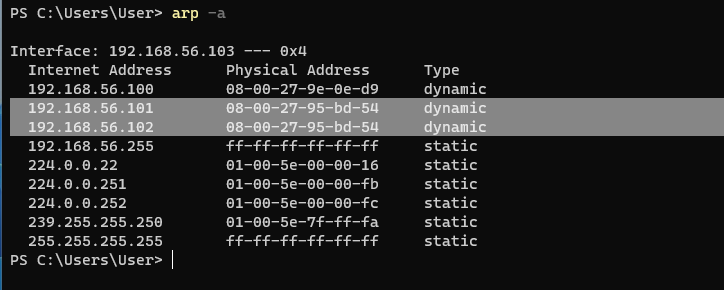 PS C:\Users\User> arp -a
Interface: 192.168.56.103 --- 0x4
Internet Address Physical Address Type
192.168.56.100 08-00-27-9e-0e-d9 dynamic
192.168.56.101 08-00-27-95-bd-54 dynamic
192.168.56.102 08-00-27-95-bd-54 dynamic
192.168.56.255 ff-ff-ff-ff-ff-ff static
224.0.0.22 01-00-5e-00-00-16 static
224.0.0.251 01-00-5e-00-00-fb static
224.0.0.252 01-00-5e-00-00-fc static
239.255.255.250 01-00-5e-7f-ff-fa static
255.255.255.255 ff-ff-ff-ff-ff-ff static
PS C:\Users\User>